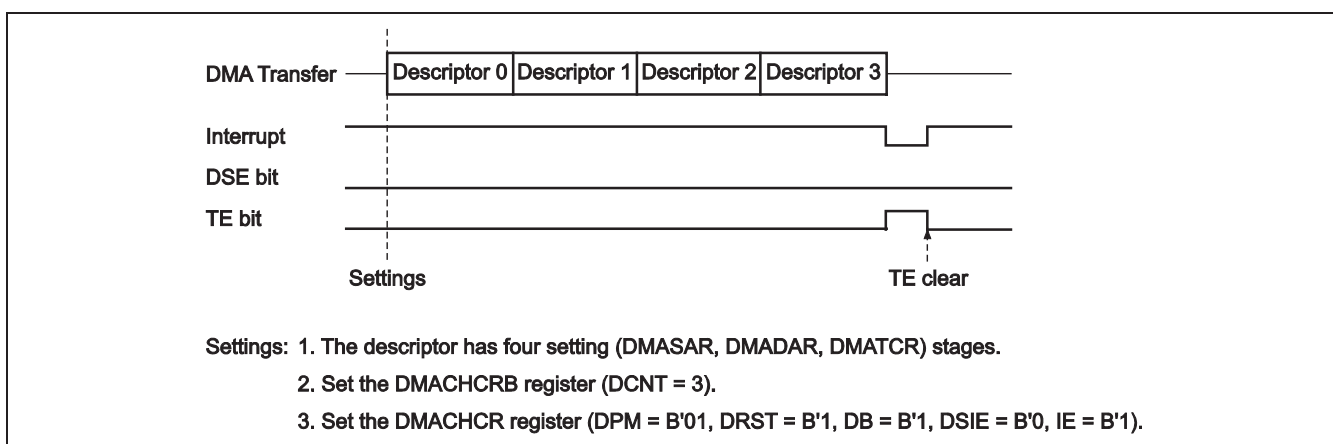 DMA Transfer Descriptor 0 Descriptor 1 Descriptor 2 Descriptor 3
Interrupt
DSE bit
TE bit
Settings TE clear
Settings: 1. The descriptor has four setting (DMASAR, DMADAR, DMATCR) stages.
2. Set the DMACHCRB register (DCNT = 3).
3. Set the DMACHCR register (DPM = B'01, DRST = B'1, DB = B'1, DSIE = B'0, IE = B'1).